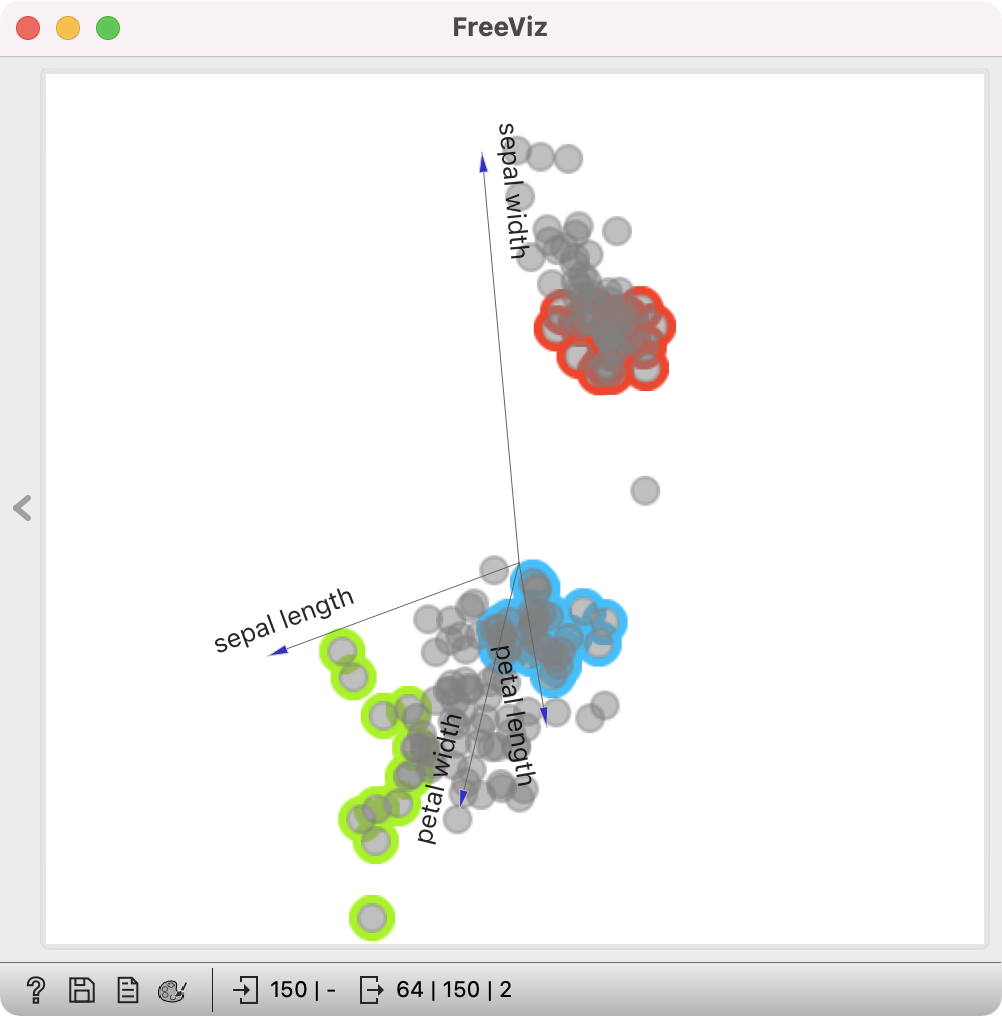 FreeViz
sepal width
sepal length
petal length
petal width
150 | -
64 | 150 | 2